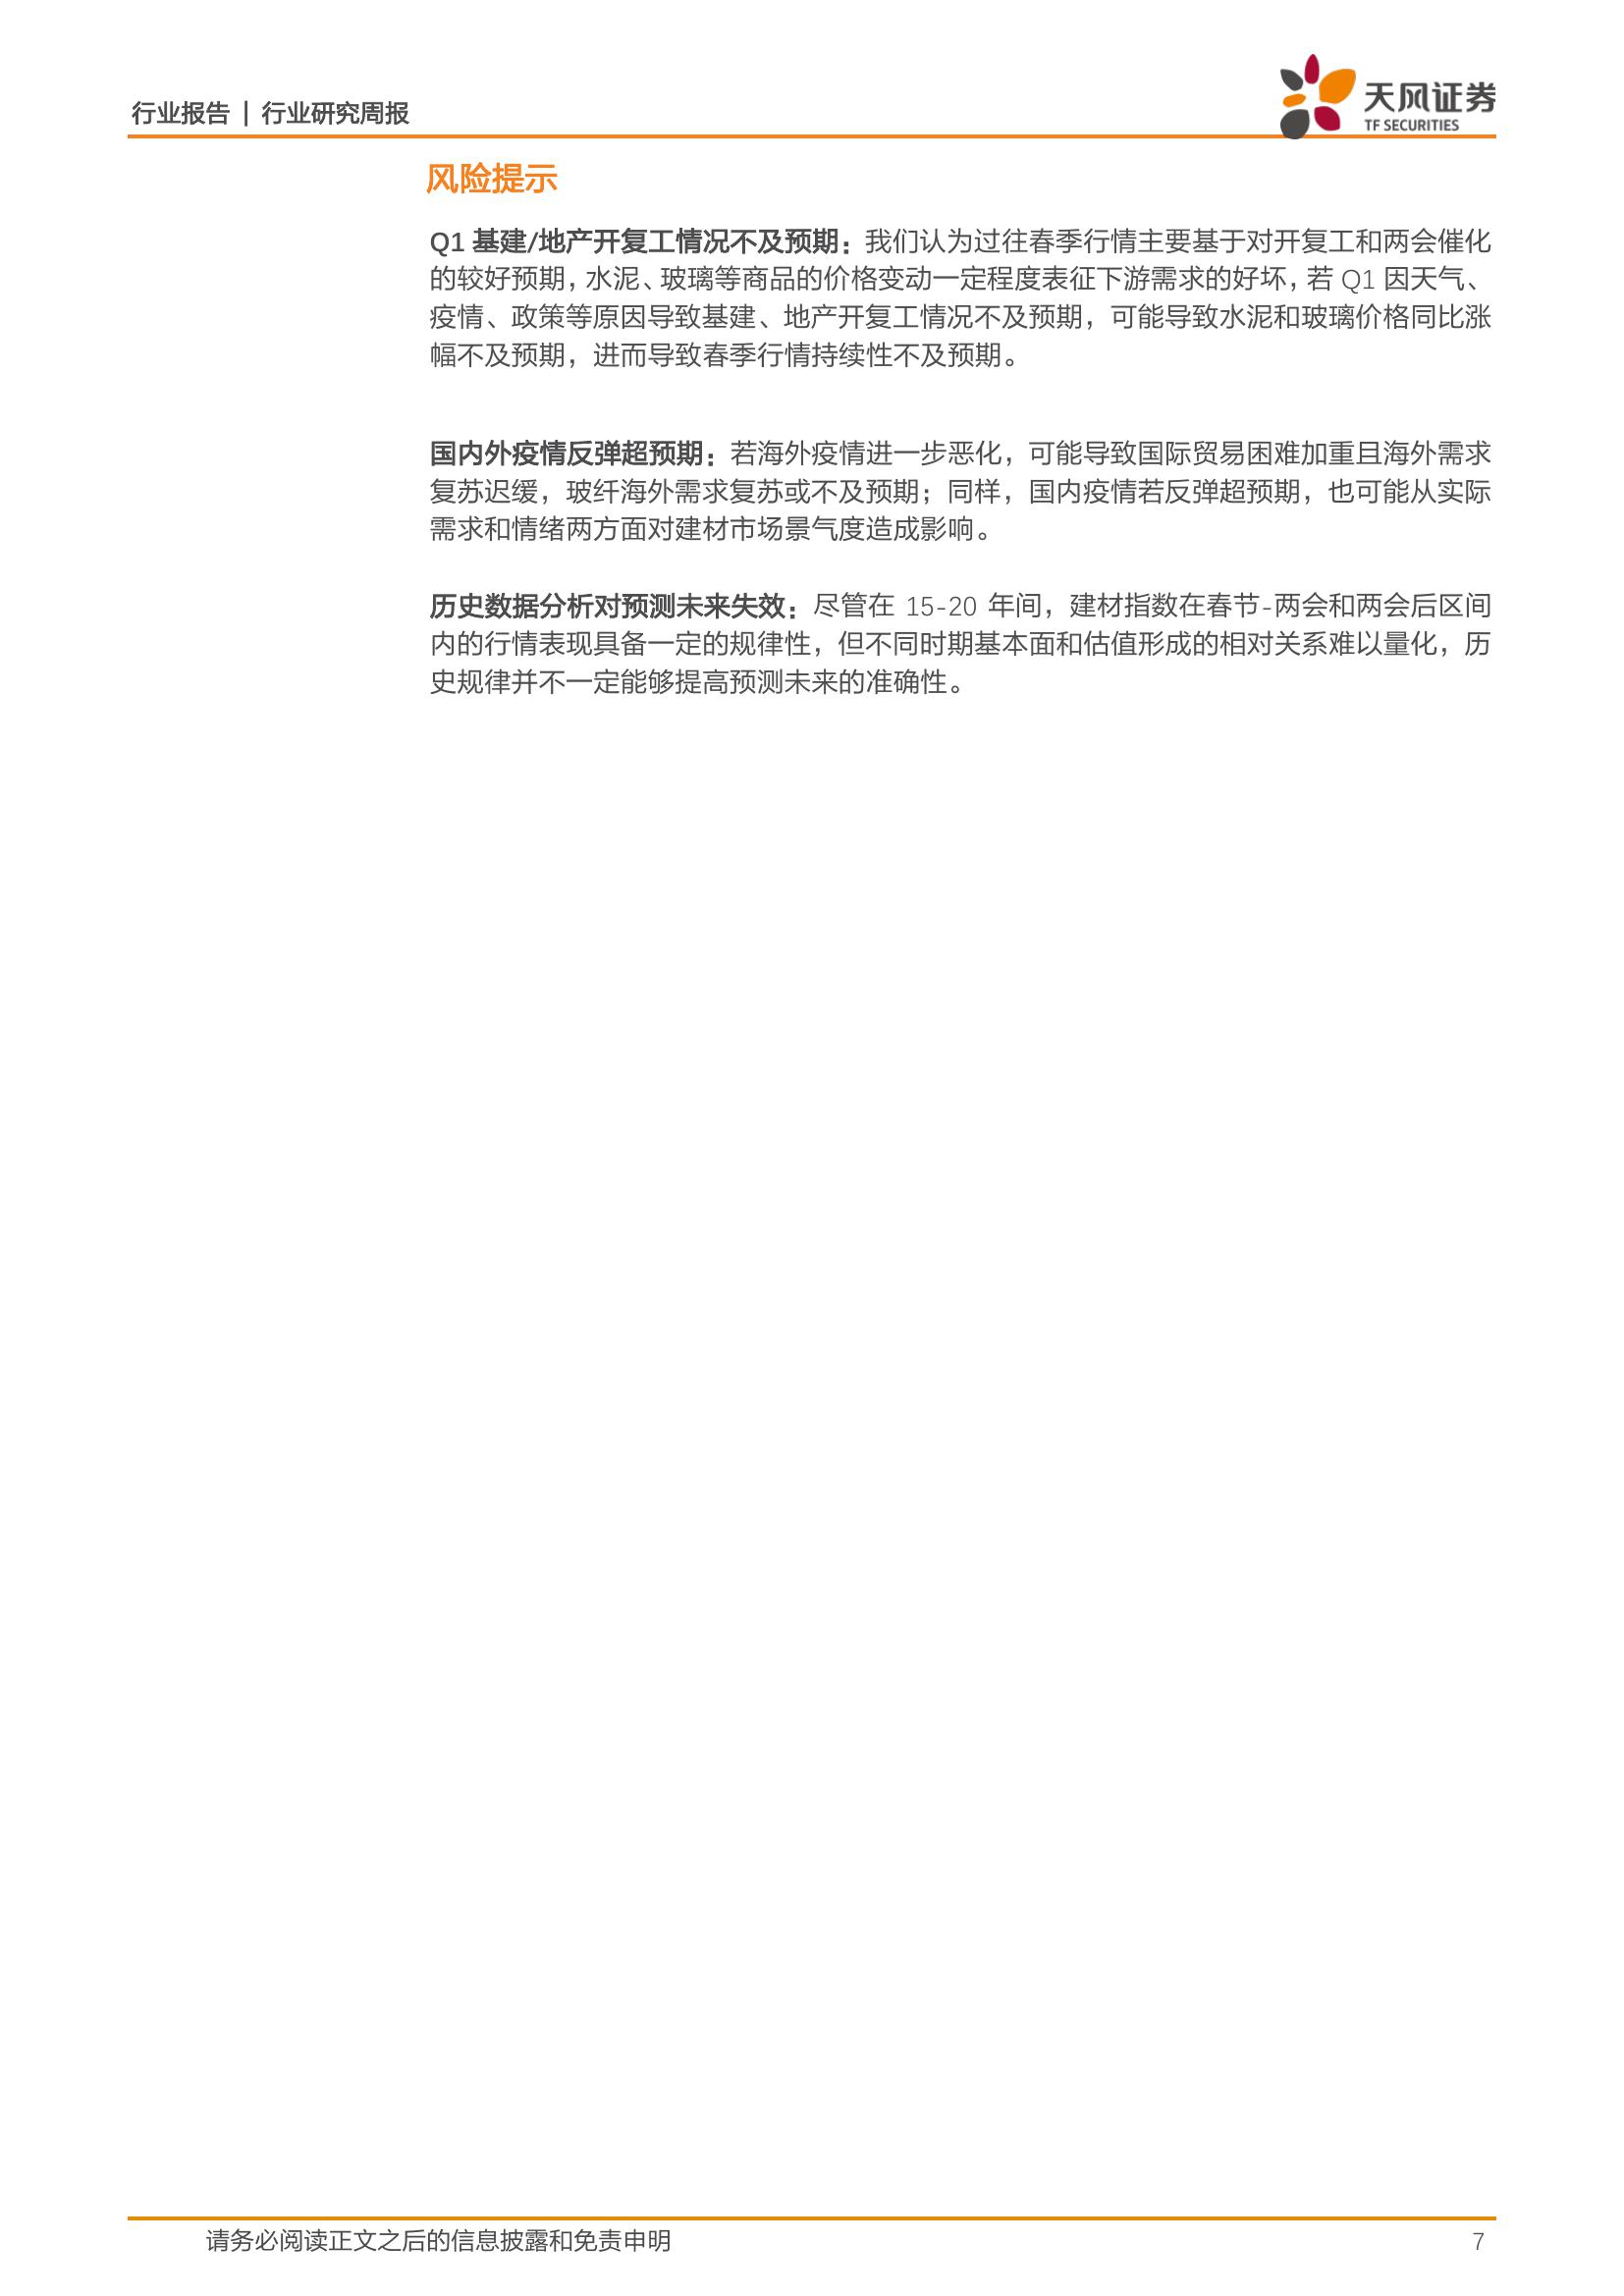 行业报告 | 行业研究周报
天风证券
TF SECURITIES
风险提示
Q1 基建/地产开复工情况不及预期：我们认为过往春季行情主要基于对开复工和两会催化
的较好预期，水泥、玻璃等商品的价格变动一定程度表征下游需求的好坏，若 Q1 因天气、
疫情、政策等原因导致基建、地产开复工情况不及预期，可能导致水泥和玻璃价格同比涨
幅不及预期，进而导致春季行情持续性不及预期。
国内外疫情反弹超预期：若海外疫情进一步恶化，可能导致国际贸易困难加重且海外需求
复苏迟缓，玻纤海外需求复苏或不及预期；同样，国内疫情若反弹超预期，也可能从实际
需求和情绪两方面对建材市场景气度造成影响。
历史数据分析对预测未来失效：尽管在 15-20 年间，建材指数在春节-两会和两会后区间
内的行情表现具备一定的规律性，但不同时期基本面和估值形成的相对关系难以量化，历
史规律并不一定能够提高预测未来的准确性。
请务必阅读正文之后的信息披露和免责申明
7